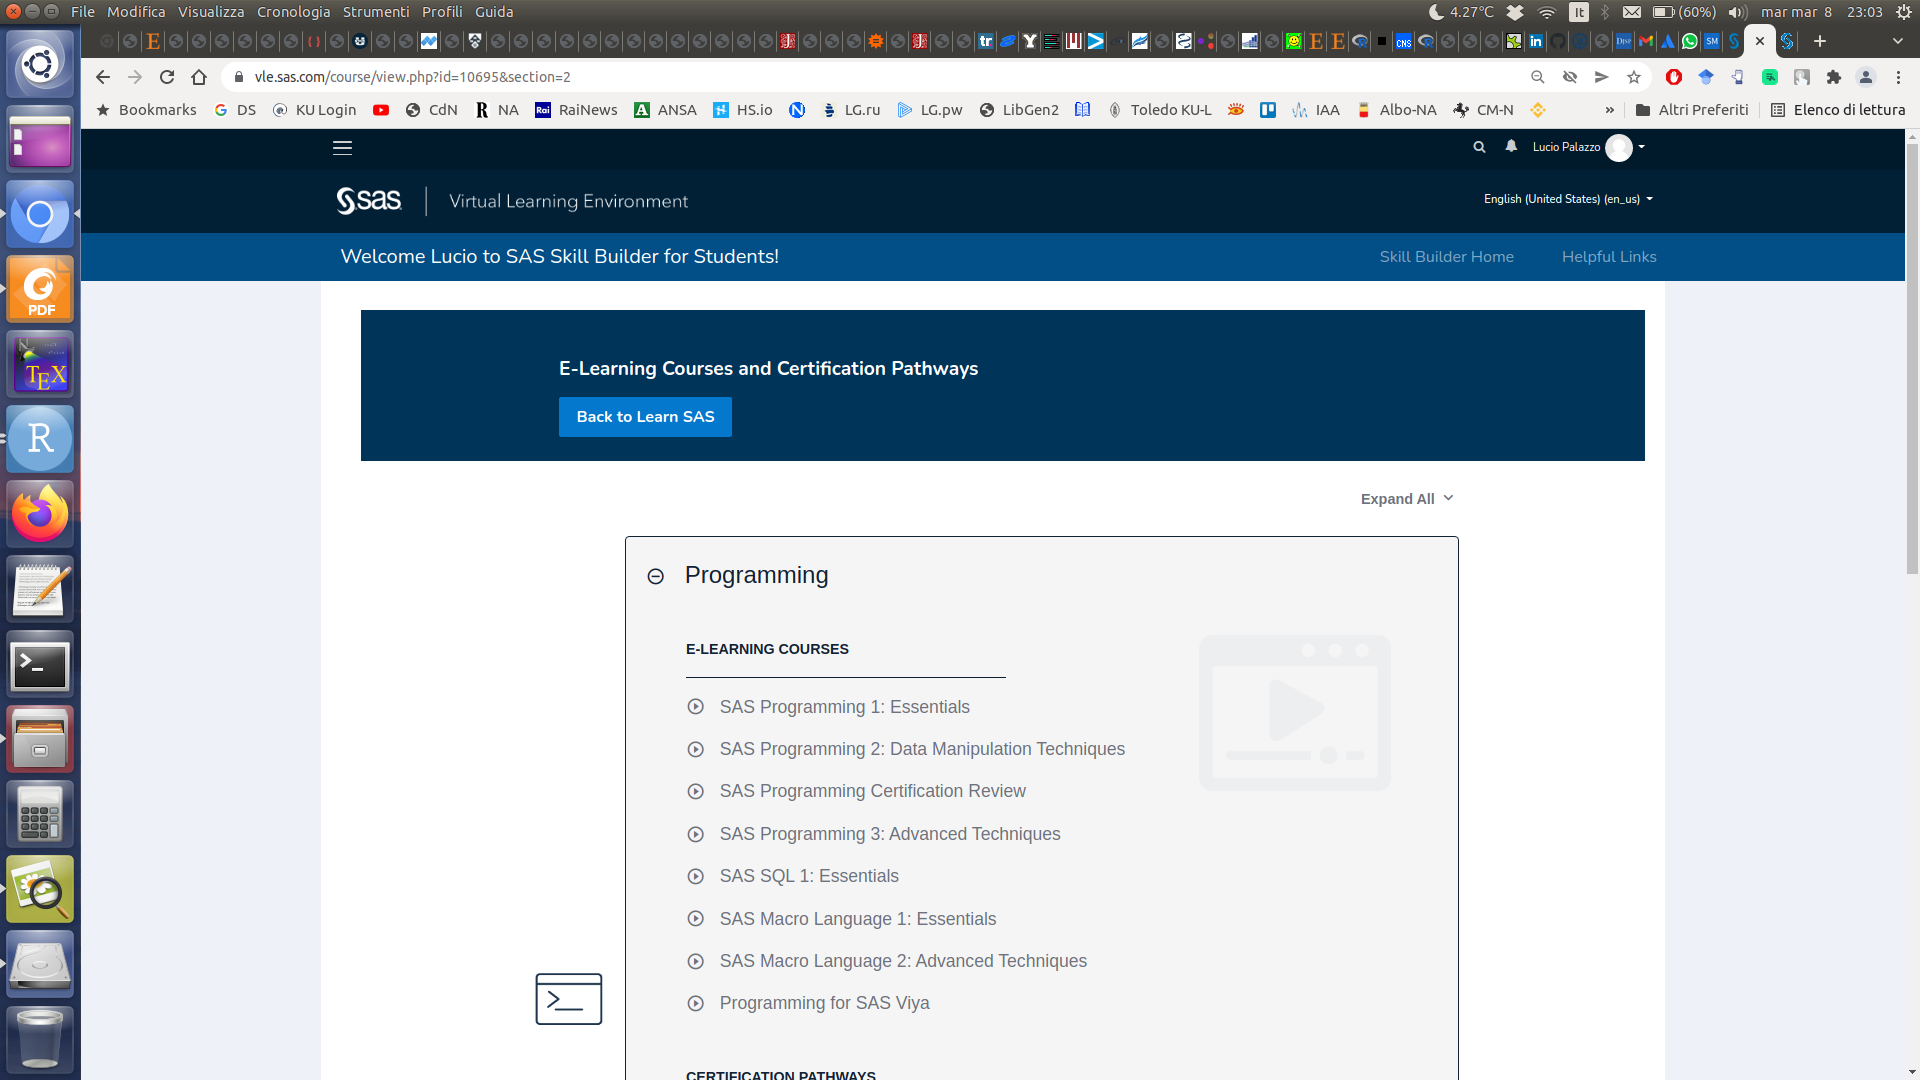 File Modifica Visualizza Cronologia Strumenti Profili Guida
4.27°C It (60%) mar mar 8 23:03
vle.sas.com/course/view.php?id=10695&section=2
Bookmarks DS KU Login CdN NA RaiNews ANSA HS.io LG.ru LG.pw LibGen2 Toledo KU-L IAA Albo-NA CM-N » Altri Preferiti Elenco di lettura
Lucio Palazzo
sas Virtual Learning Environment
English (United States) (en_us)
Welcome Lucio to SAS Skill Builder for Students!
Skill Builder Home Helpful Links
E-Learning Courses and Certification Pathways
Back to Learn SAS
Expand All
Programming
E-LEARNING COURSES
SAS Programming 1: Essentials
SAS Programming 2: Data Manipulation Techniques
SAS Programming Certification Review
SAS Programming 3: Advanced Techniques
SAS SQL 1: Essentials
SAS Macro Language 1: Essentials
SAS Macro Language 2: Advanced Techniques
Programming for SAS Viya
CERTIFICATION PATHWAYS
PDF
TEX
R